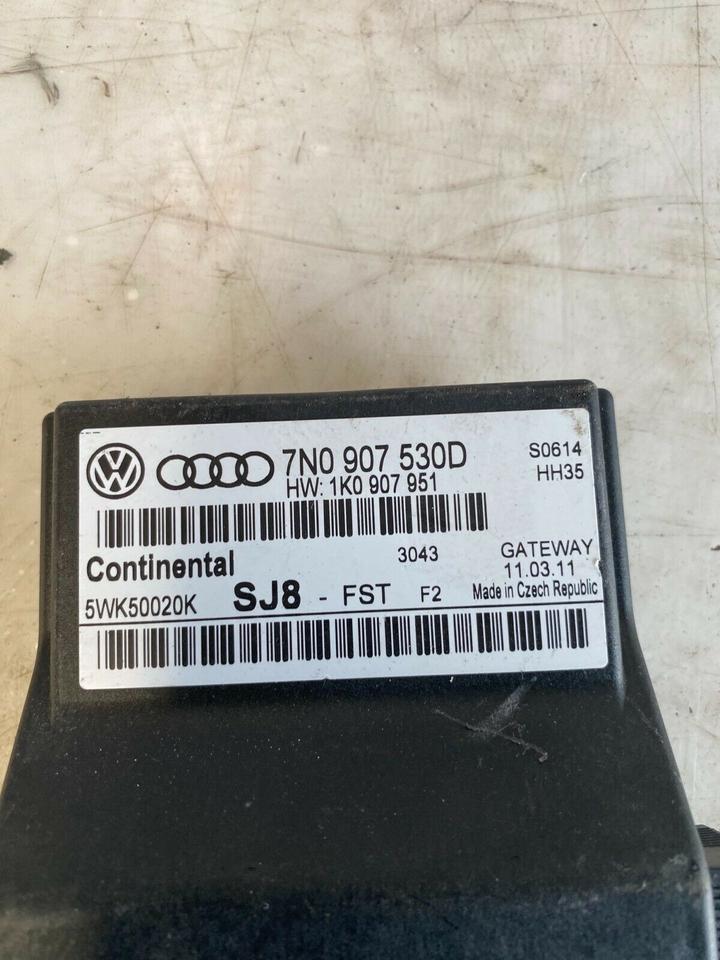 7N0 907 530D
S0614
HW: 1K0 907 951
HH35
Continental
3043
GATEWAY
11.03.11
5WK50020K
SJ8 - FST F2
Made in Czech Republic